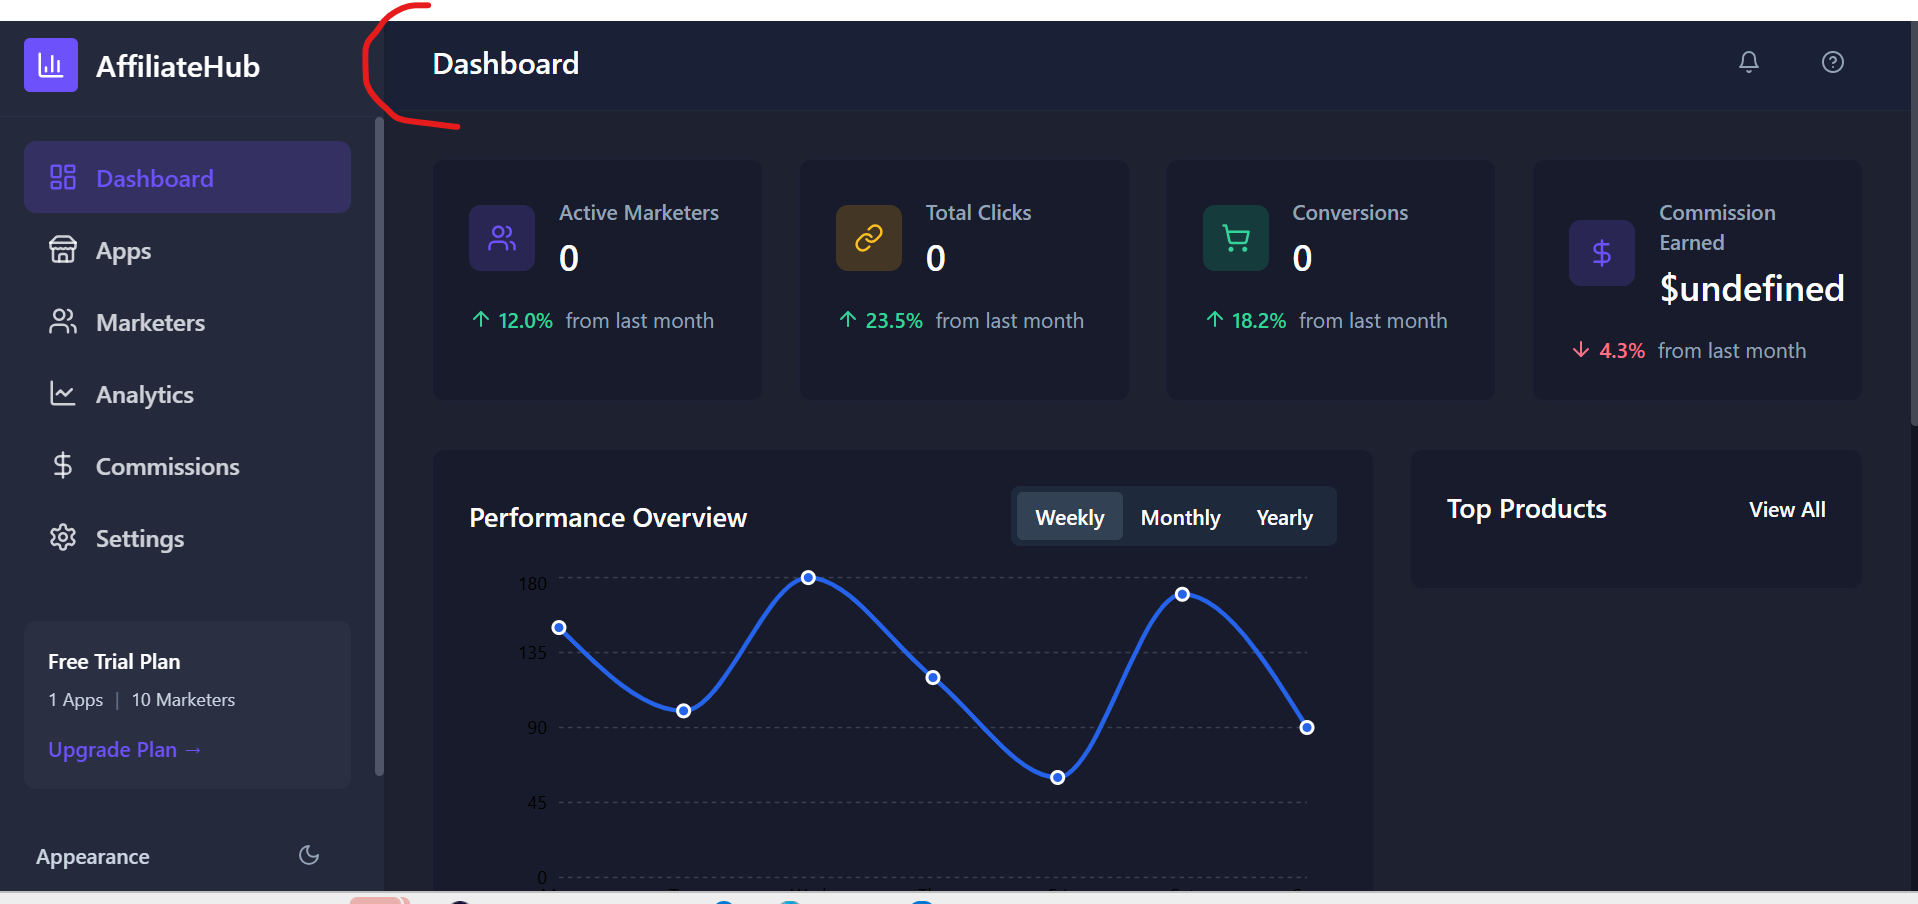 AffiliateHub
Dashboard
Dashboard
Apps
Marketers
Analytics
Commissions
Settings
Free Trial Plan
1 Apps | 10 Marketers
Upgrade Plan →
Appearance
Active Marketers
0
↑ 12.0% from last month
Total Clicks
0
↑ 23.5% from last month
Conversions
0
↑ 18.2% from last month
Commission
Earned
$undefined
↓ 4.3% from last month
Performance Overview
Weekly Monthly Yearly
180
135
90
45
0
Top Products
View All